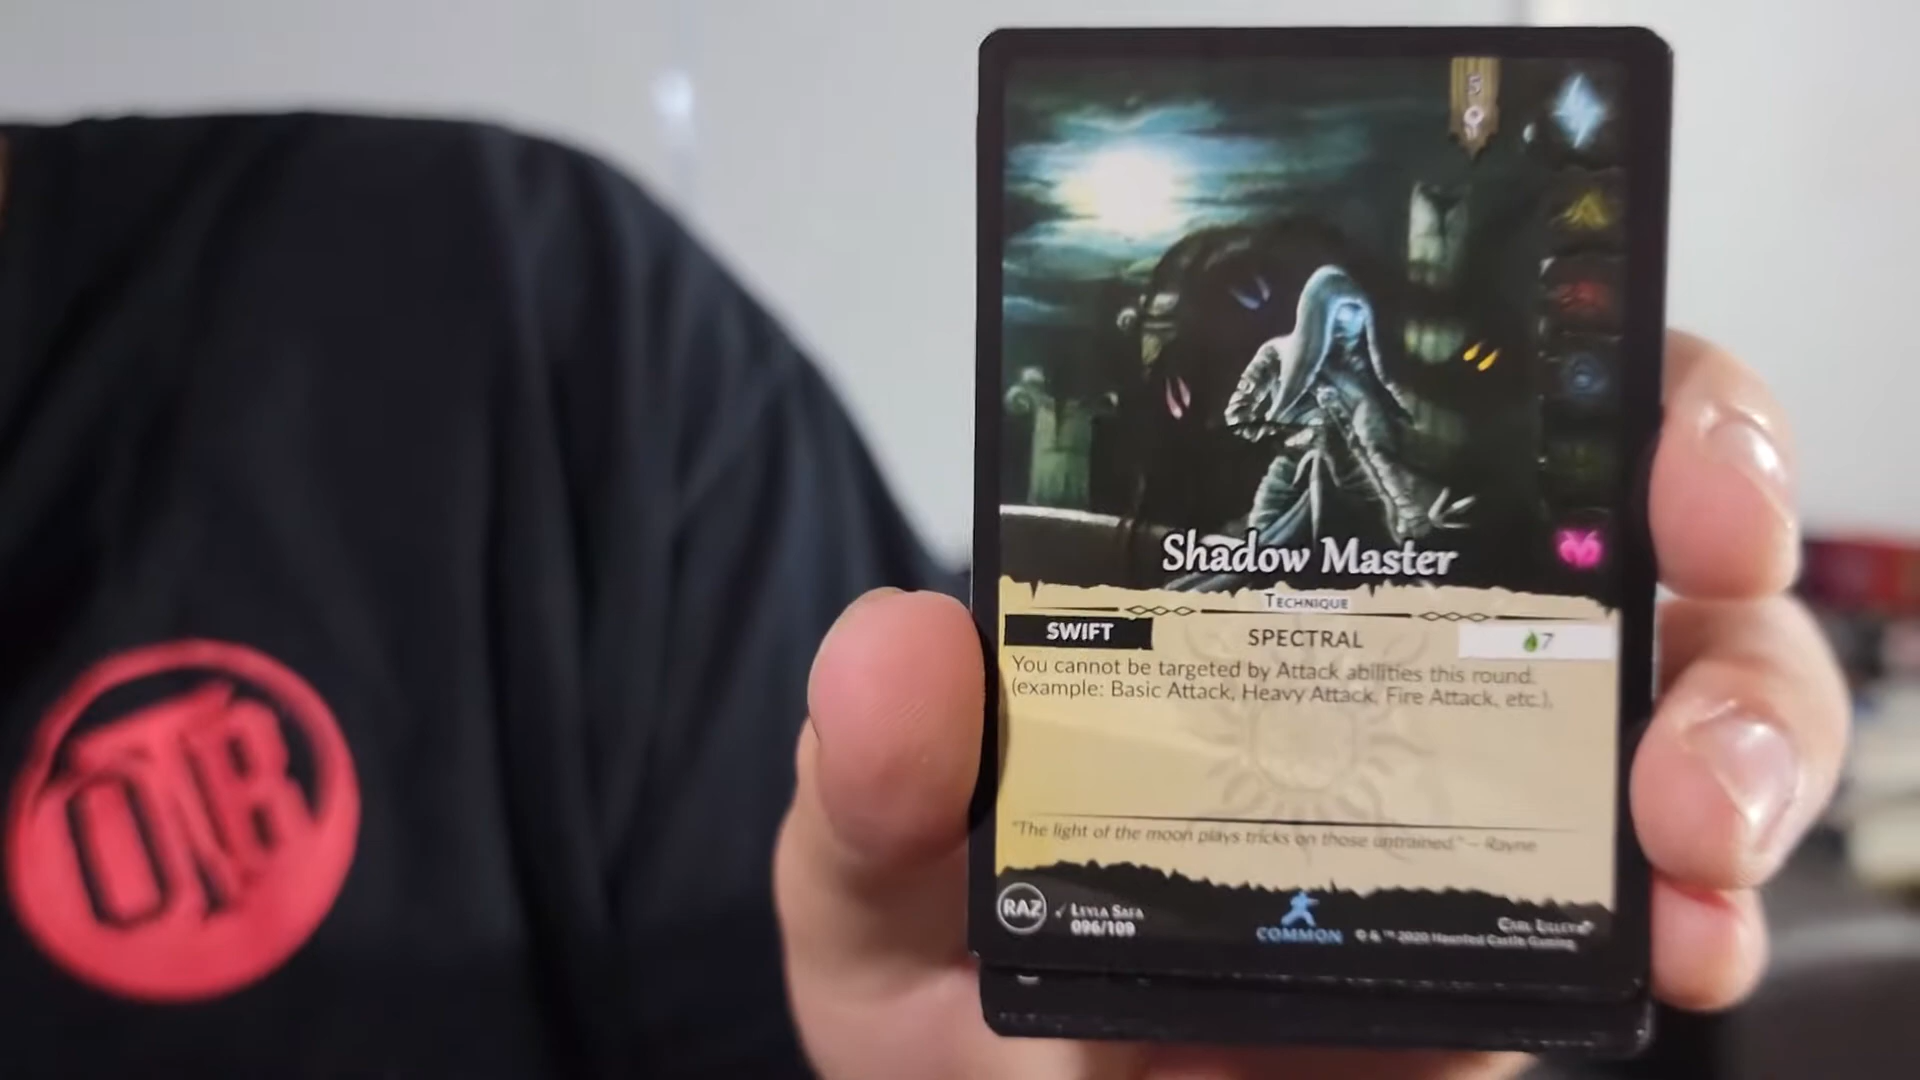 5
Shadow Master
TECHNIQUE
SWIFT SPECTRAL 7
You cannot be targeted by Attack abilities this round.
(example: Basic Attack, Heavy Attack, Fire Attack, etc.).
"The light of the moon plays tricks on those untrained." – Rayne
RAZ LEYLA SAFA
096/109
COMMON
CARL LILLEY
© & ™ 2020 Haunted Castle Gaming
OTB